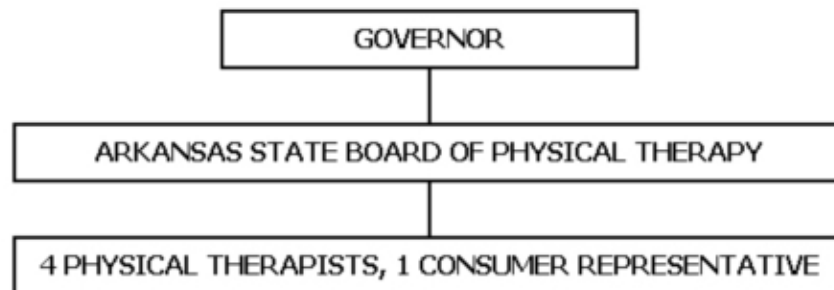 GOVERNOR
ARKANSAS STATE BOARD OF PHYSICAL THERAPY
4 PHYSICAL THERAPISTS, 1 CONSUMER REPRESENTATIVE